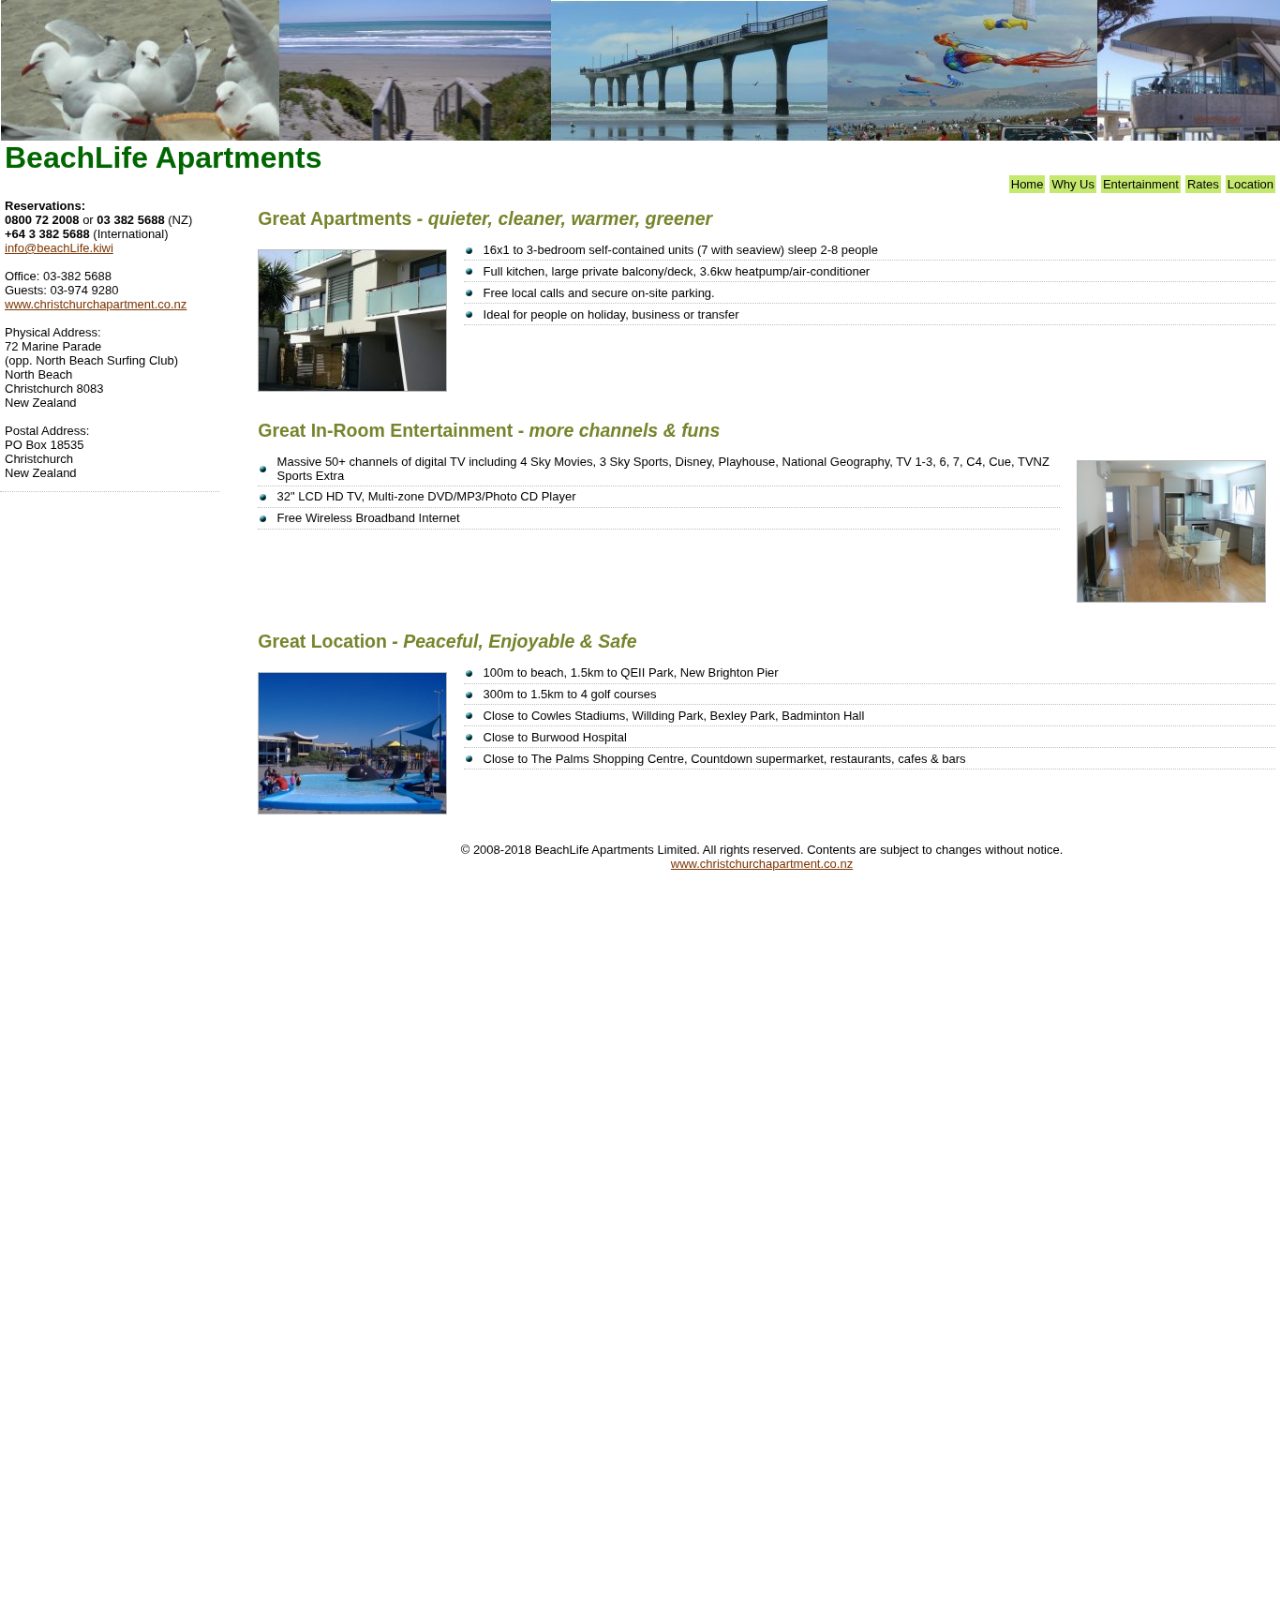 BeachLife Apartments
Home Why Us Entertainment Rates Location
Reservations:
0800 72 2008 or 03 382 5688 (NZ)
+64 3 382 5688 (International)
info@beachLife.kiwi
Office: 03-382 5688
Guests: 03-974 9280
www.christchurchapartment.co.nz
Physical Address:
72 Marine Parade
(opp. North Beach Surfing Club)
North Beach
Christchurch 8083
New Zealand
Postal Address:
PO Box 18535
Christchurch
New Zealand
Great Apartments - quieter, cleaner, warmer, greener
16x1 to 3-bedroom self-contained units (7 with seaview) sleep 2-8 people
Full kitchen, large private balcony/deck, 3.6kw heatpump/air-conditioner
Free local calls and secure on-site parking.
Ideal for people on holiday, business or transfer
Great In-Room Entertainment - more channels & funs
Massive 50+ channels of digital TV including 4 Sky Movies, 3 Sky Sports, Disney, Playhouse, National Geography, TV 1-3, 6, 7, C4, Cue, TVNZ
Sports Extra
32" LCD HD TV, Multi-zone DVD/MP3/Photo CD Player
Free Wireless Broadband Internet
Great Location - Peaceful, Enjoyable & Safe
100m to beach, 1.5km to QEII Park, New Brighton Pier
300m to 1.5km to 4 golf courses
Close to Cowles Stadiums, Willding Park, Bexley Park, Badminton Hall
Close to Burwood Hospital
Close to The Palms Shopping Centre, Countdown supermarket, restaurants, cafes & bars
© 2008-2018 BeachLife Apartments Limited. All rights reserved. Contents are subject to changes without notice.
www.christchurchapartment.co.nz